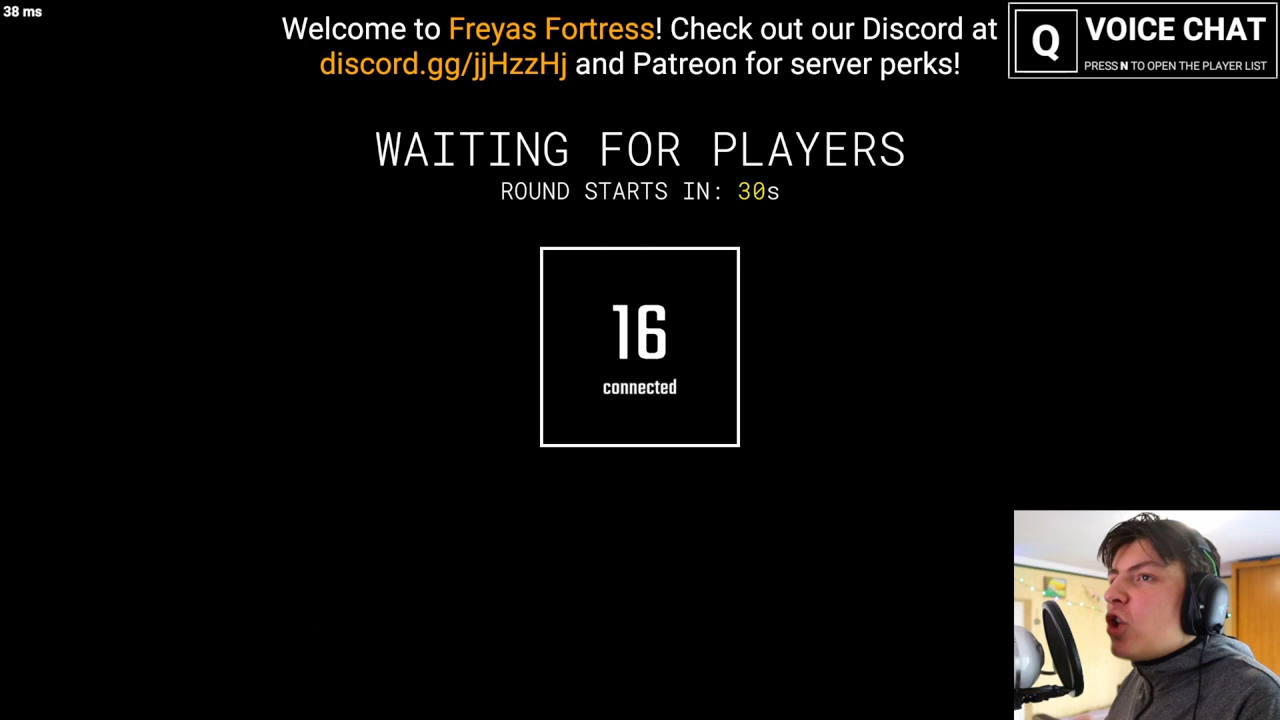 38 ms
Welcome to Freyas Fortress! Check out our Discord at
discord.gg/jjHzzHj and Patreon for server perks!
Q
VOICE CHAT
PRESS N TO OPEN THE PLAYER LIST
WAITING FOR PLAYERS
ROUND STARTS IN: 30s
16
connected